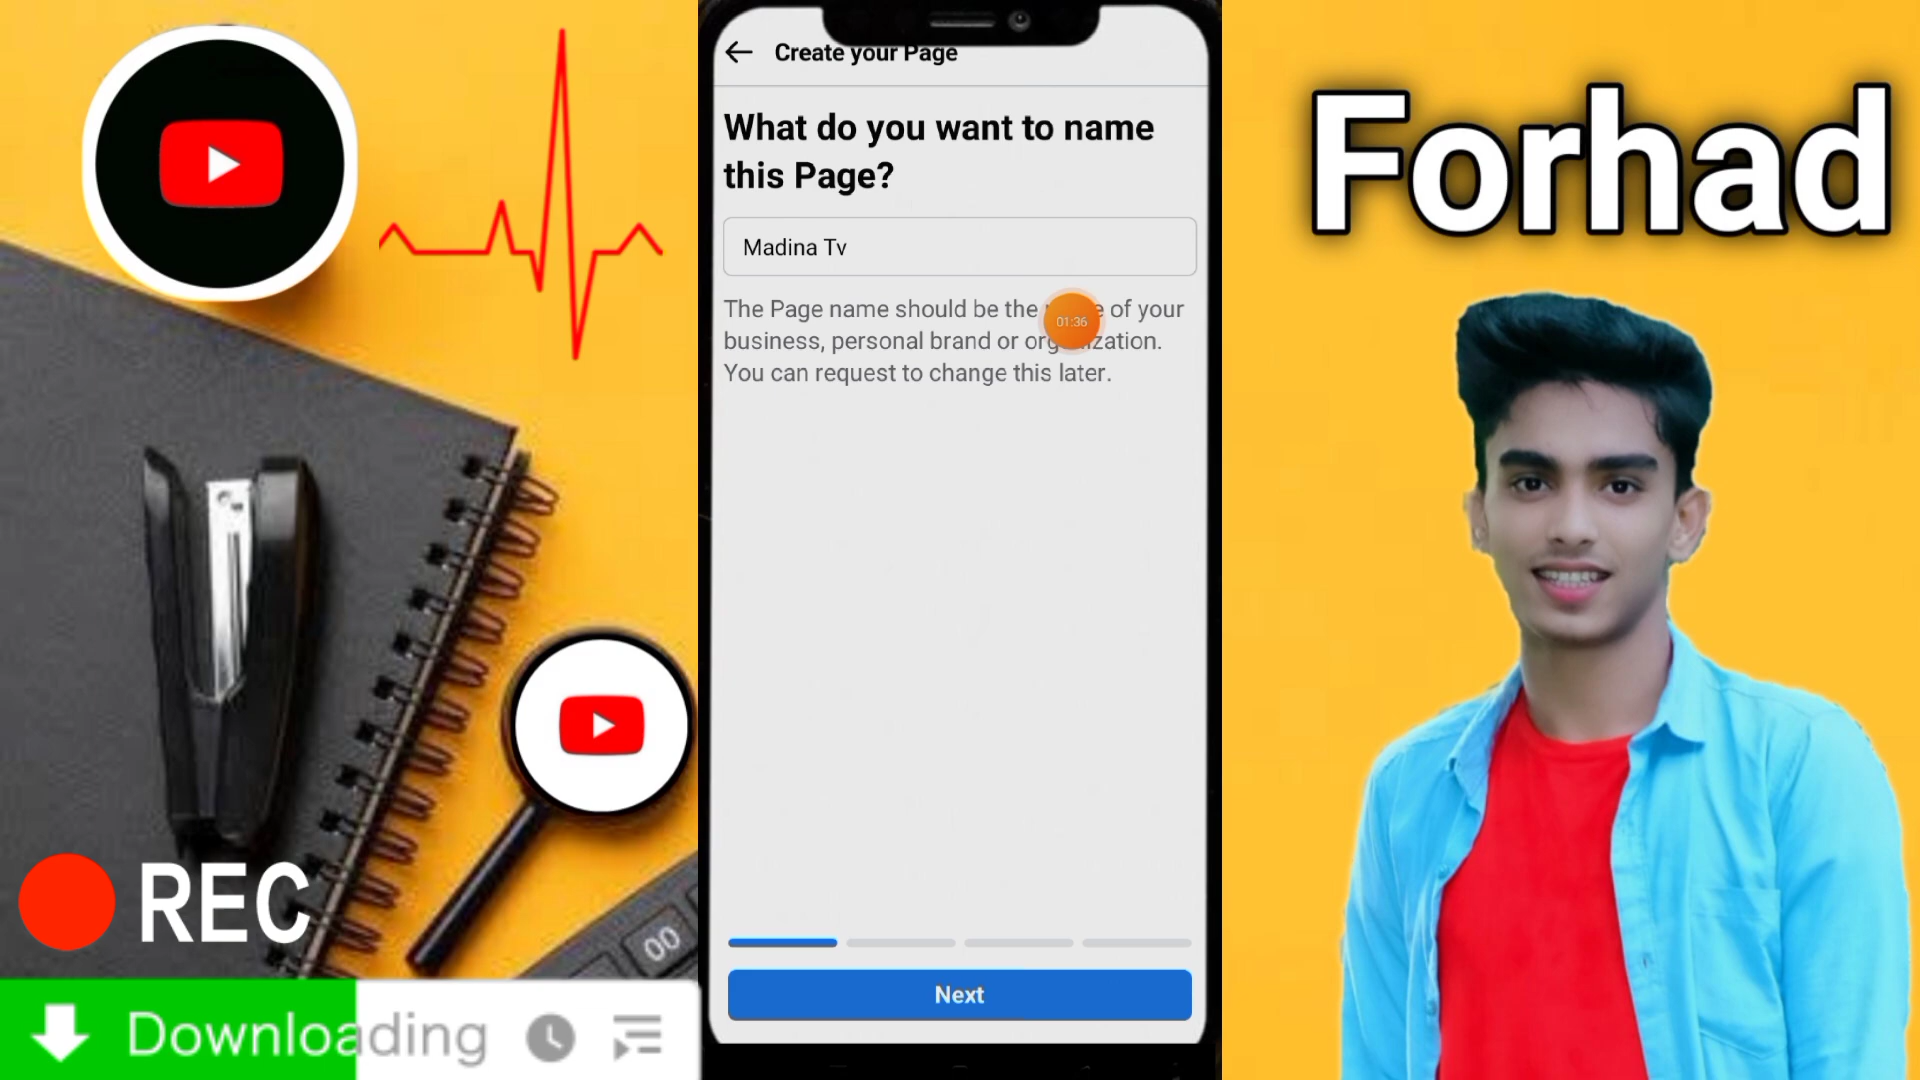 Create your Page
What do you want to name
this Page?
Madina Tv
The Page name should be the of your
business, personal brand or
You can request to change this later.
01:36
Next
Forhad
REC
00
Downloading